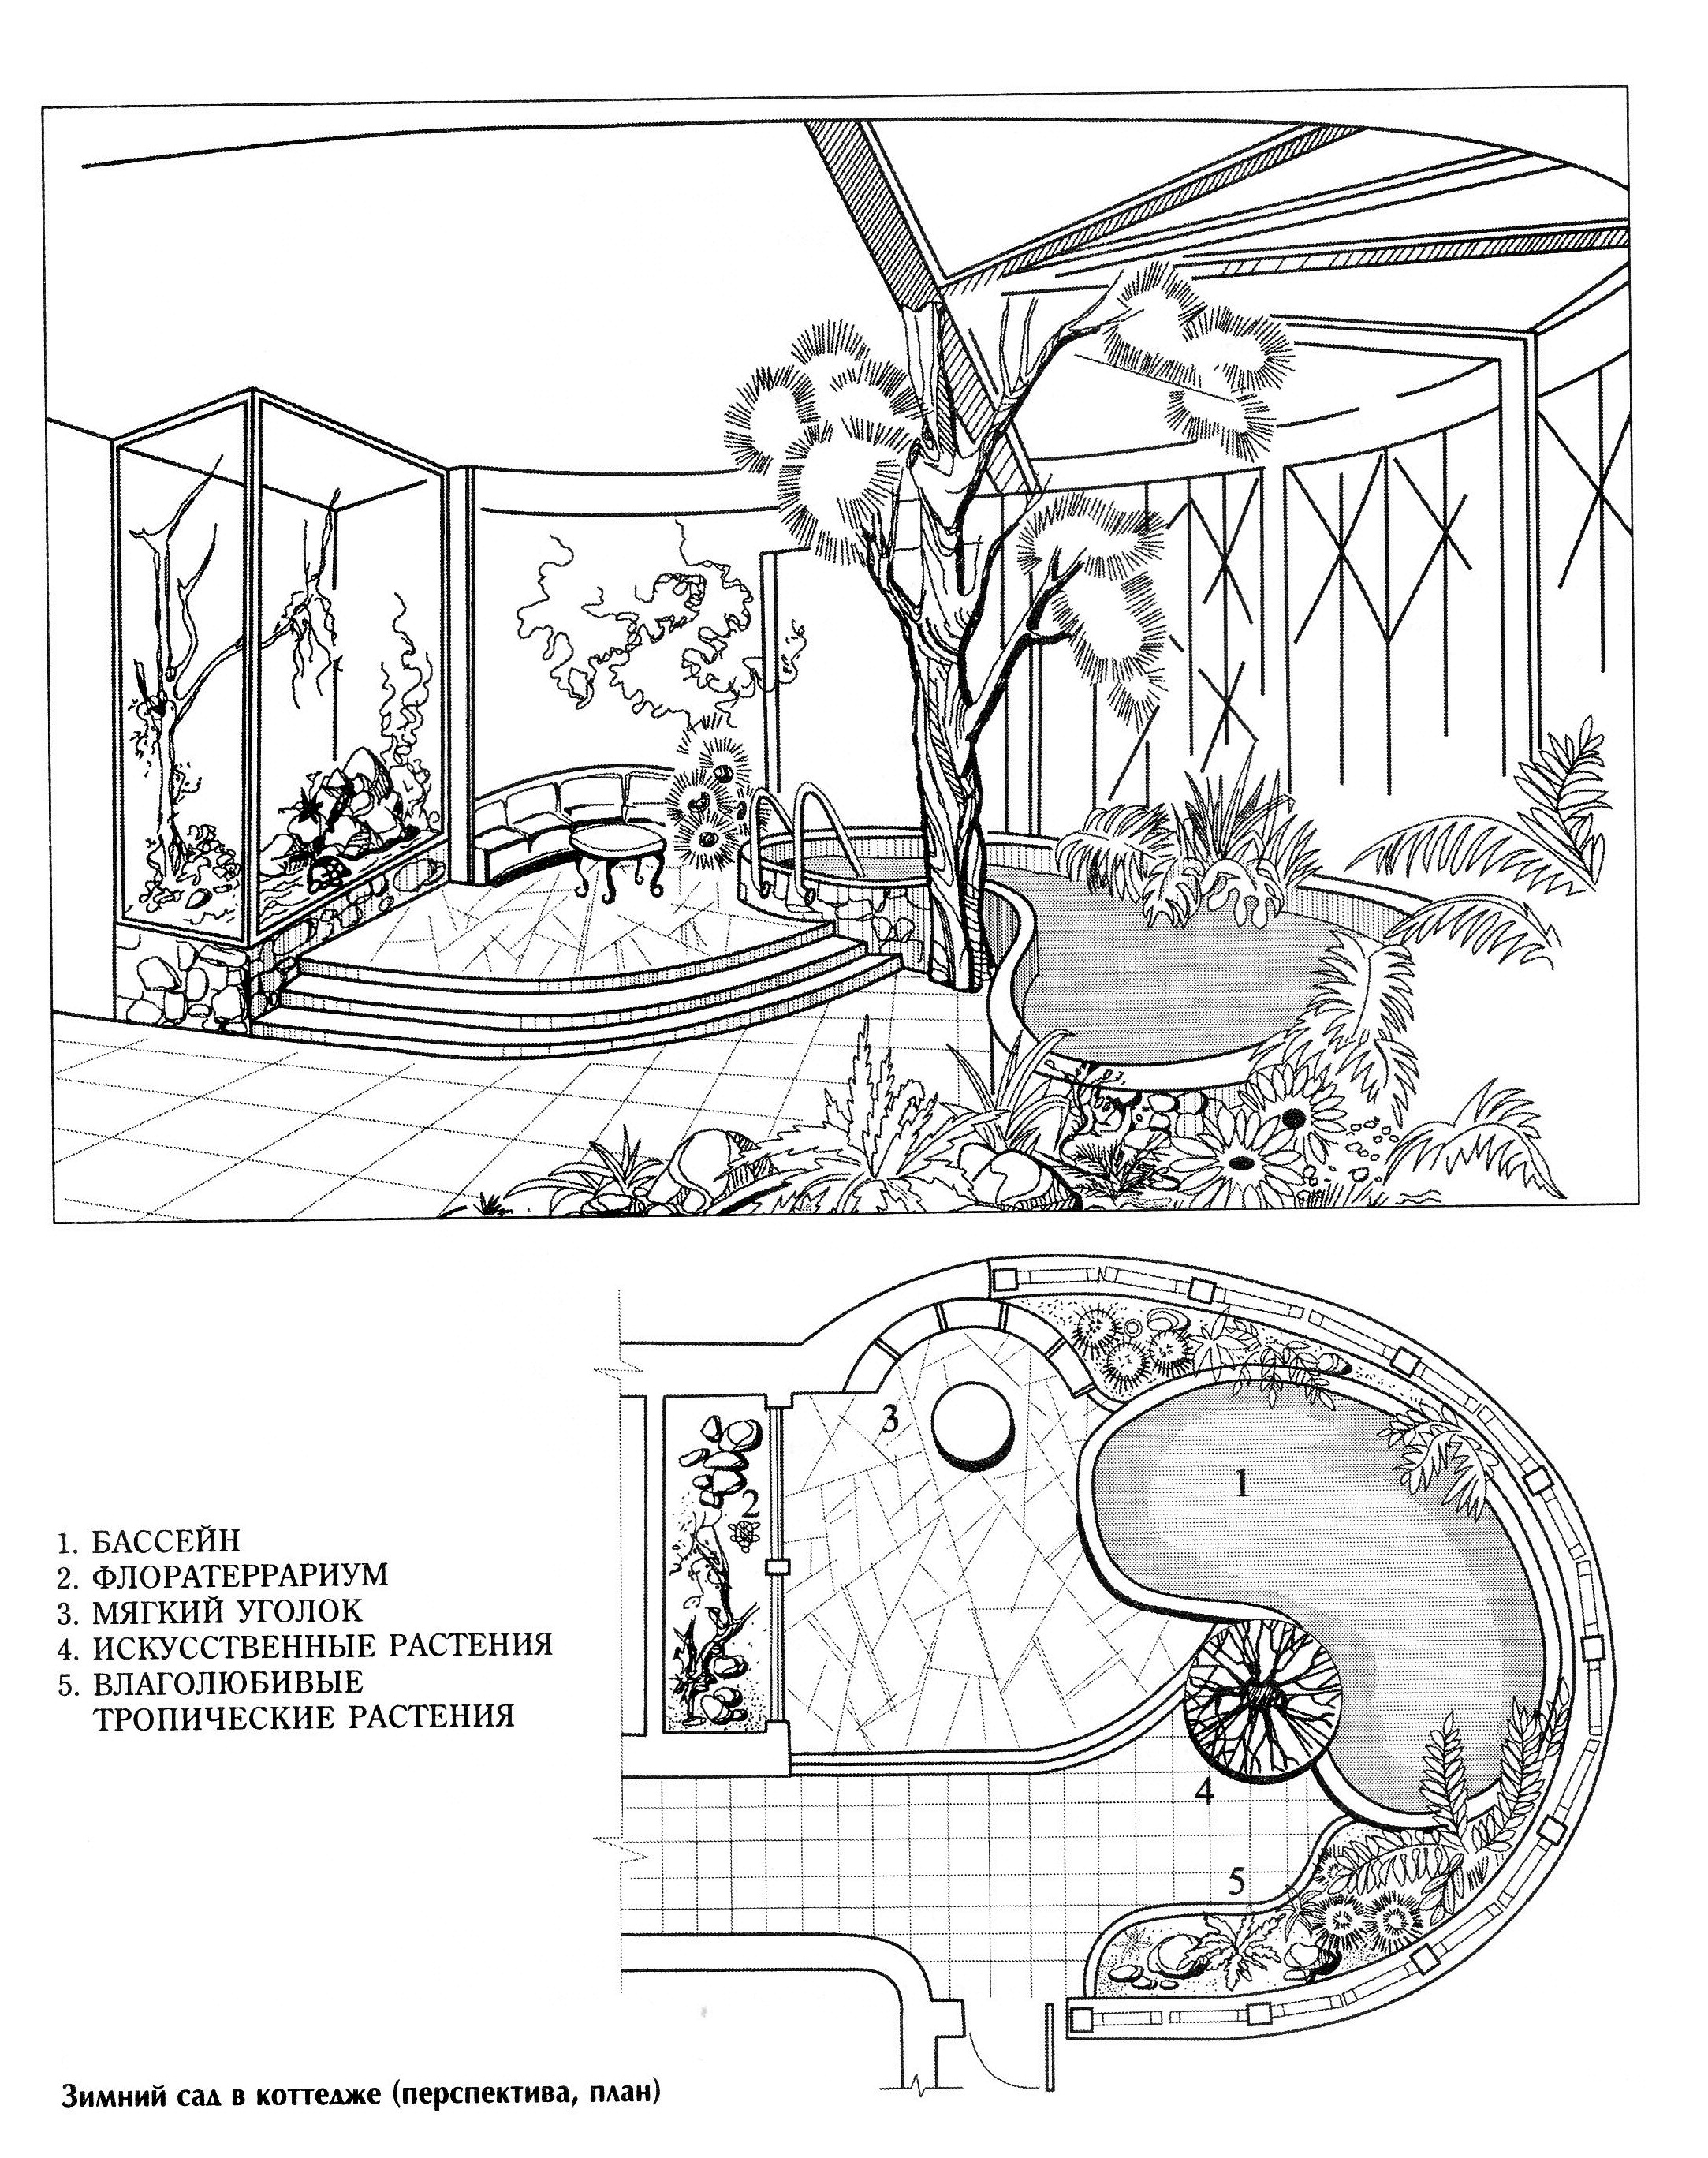 3
1
2
4
5
1. БАССЕЙН
2. ФЛОРАТЕРРАРИУМ
3. МЯГКИЙ УГОЛОК
4. ИСКУССТВЕННЫЕ РАСТЕНИЯ
5. ВЛАГОЛЮБИВЫЕ
ТРОПИЧЕСКИЕ РАСТЕНИЯ
Зимний сад в коттедже (перспектива, план)